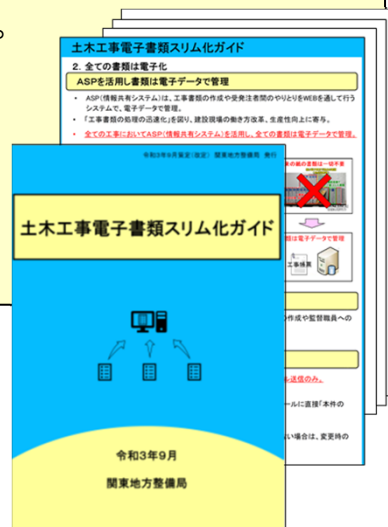 。
土木工事電子書類スリム化ガイド
2. 全ての書類は電子化
ASPを活用し書類は電子データで管理
・ ASP(情報共有システム)は、工事書類の作成や受発注者間のやりとりをWEBを通して行う
システムで、電子データで管理。
・ 「工事書類の処理の迅速化」を図り、建設現場の働き方改革、生産性向上に寄与。
・ 全ての工事においてASP(情報共有システム)を活用し、全ての書類は電子データで管理。
令和3年9月策定(改定) 関東地方整備局 発行
来の紙の書類は一切不要
土木工事電子書類スリム化ガイド
類は電子データで管理
工事帳票
の作成や監督職員への
ル送信のみ。
ールに直接「本件の
ない場合は、変更時の
令和3年9月
関東地方整備局